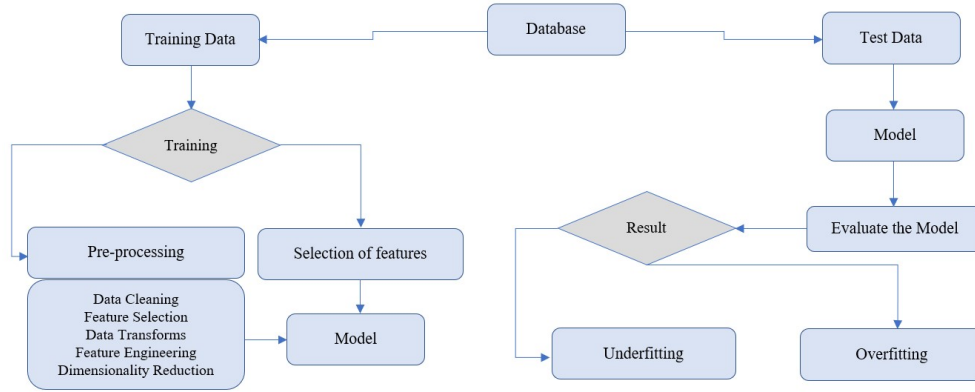 Database
Training Data
Test Data
Training
Model
Pre-processing
Selection of features
Result
Evaluate the Model
Data Cleaning
Feature Selection
Data Transforms
Feature Engineering
Dimensionality Reduction
Model
Underfitting
Overfitting